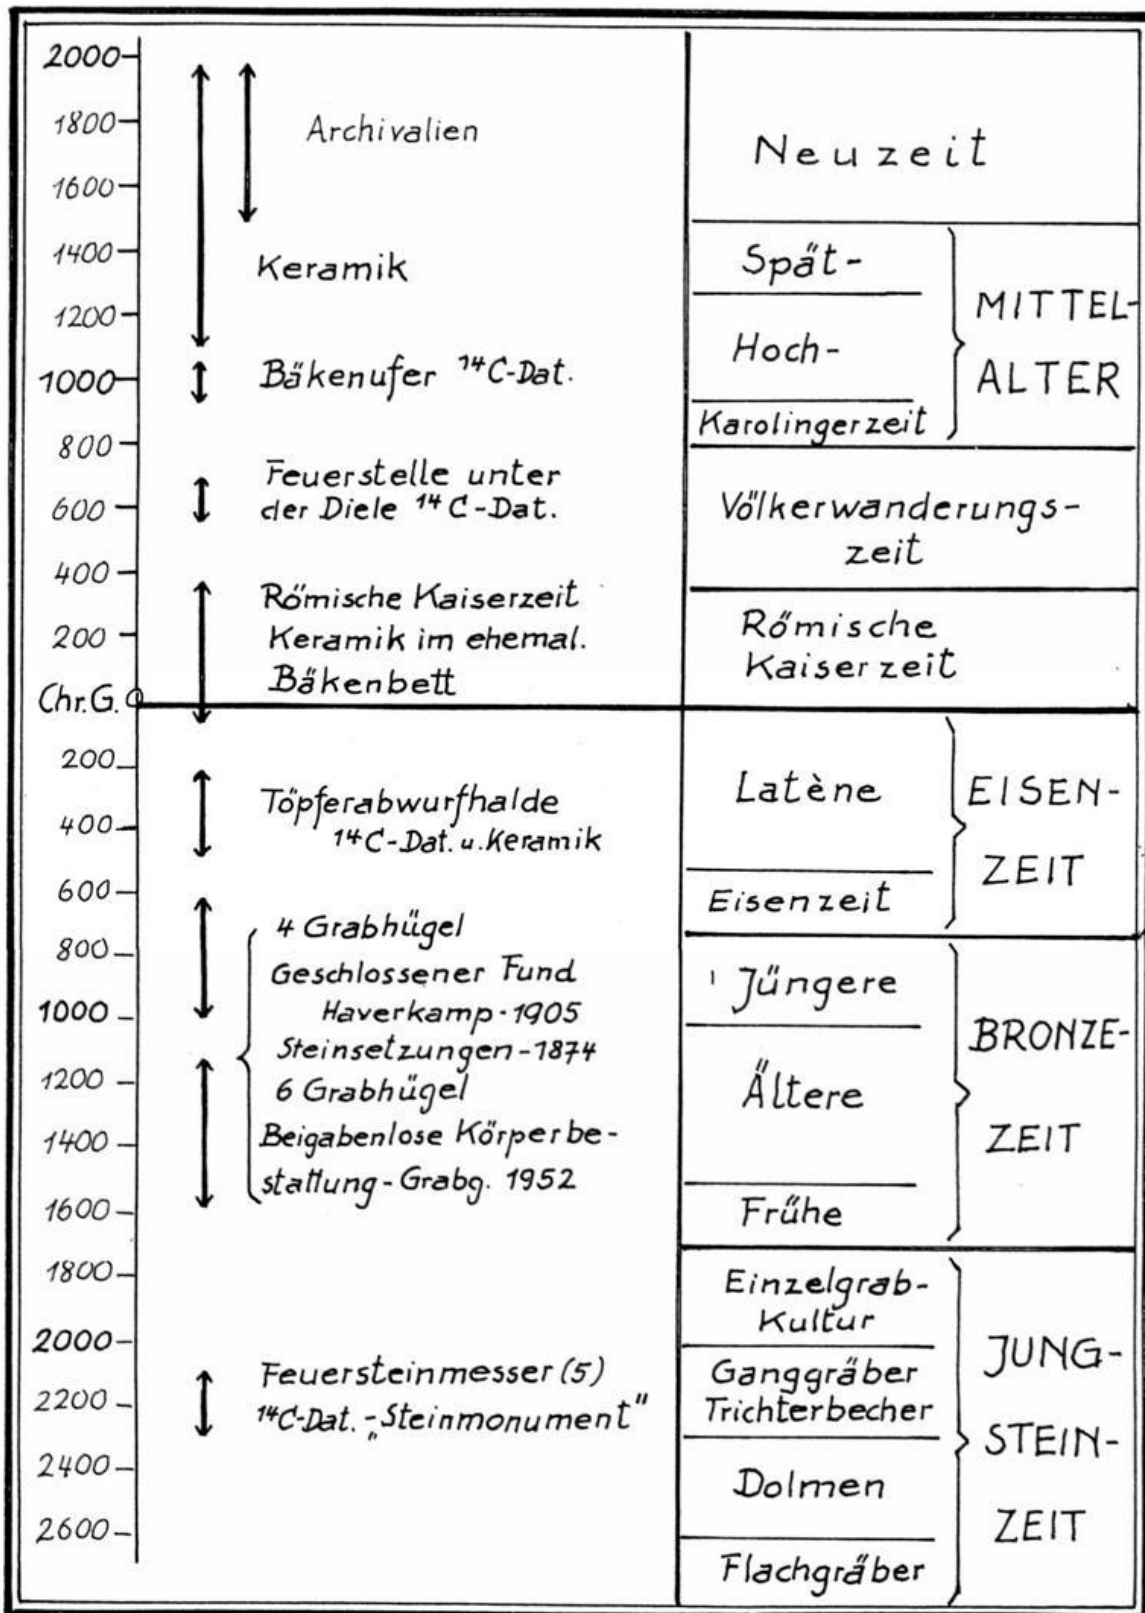 2000
1800
1600
1400
1200
1000
800
600
400
200
Chr.G. 0
200
400
600
800
1000
1200
1400
1600
1800
2000
2200
2400
2600
Archivalien
Keramik
Bäkenufer ¹⁴C-Dat.
Feuerstelle unter
der Diele ¹⁴C-Dat.
Römische Kaiserzeit
Keramik im ehemal.
Bäkenbett
Töpferabwurfhalde
¹⁴C-Dat. u. Keramik
4 Grabhügel
Geschlossener Fund
Haverkamp-1905
Steinsetzungen-1874
6 Grabhügel
Beigabenlose Körperbe-
stattung-Grabg. 1952
Feuersteinmesser (5)
¹⁴C-Dat. - „Steinmonument"
Neuzeit
Spät-
Hoch-
Karolingerzeit
MITTEL-
ALTER
Völkerwanderungs-
zeit
Römische
Kaiserzeit
Latène
Eisenzeit
EISEN-
ZEIT
Jüngere
Ältere
Frühe
BRONZE-
ZEIT
Einzelgrab-
Kultur
Ganggräber
Trichterbecher
Dolmen
Flachgräber
JUNG-
STEIN-
ZEIT